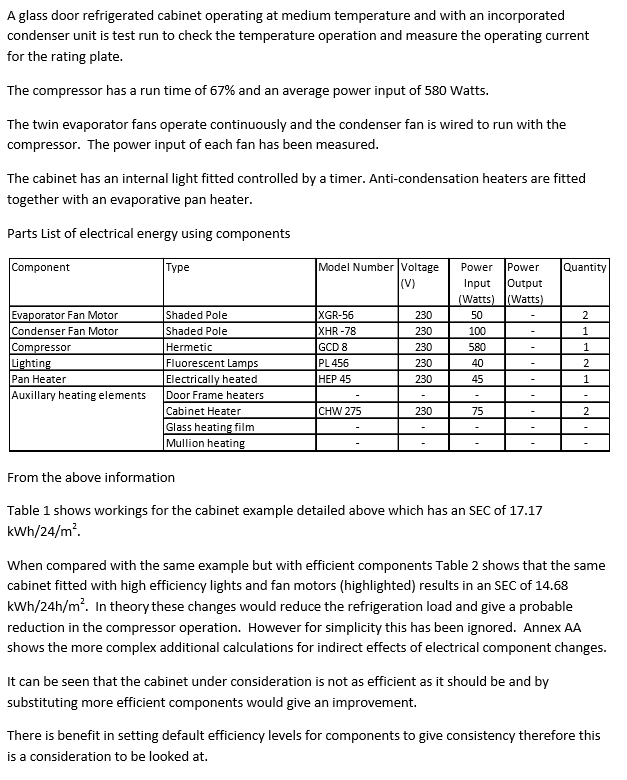 A glass door refrigerated cabinet operating at medium temperature and with an incorporated
condenser unit is test run to check the temperature operation and measure the operating current
for the rating plate.
The compressor has a run time of 67% and an average power input of 580 Watts.
The twin evaporator fans operate continuously and the condenser fan is wired to run with the
compressor. The power input of each fan has been measured.
The cabinet has an internal light fitted controlled by a timer. Anti-condensation heaters are fitted
together with an evaporative pan heater.
Parts List of electrical energy using components
Component Type Model Number Voltage (V) Power Input (Watts) Power Output (Watts) Quantity
Evaporator Fan Motor Shaded Pole XGR-56 230 50 - 2
Condenser Fan Motor Shaded Pole XHR -78 230 100 - 1
Compressor Hermetic GCD 8 230 580 - 1
Lighting Fluorescent Lamps PL 456 230 40 - 2
Pan Heater Electrically heated HEP 45 230 45 - 1
Auxillary heating elements Door Frame heaters - - - - -
Cabinet Heater CHW 275 230 75 - 2
Glass heating film - - - - -
Mullion heating - - - - -
From the above information
Table 1 shows workings for the cabinet example detailed above which has an SEC of 17.17
kWh/24/m².
When compared with the same example but with efficient components Table 2 shows that the same
cabinet fitted with high efficiency lights and fan motors (highlighted) results in an SEC of 14.68
kWh/24h/m². In theory these changes would reduce the refrigeration load and give a probable
reduction in the compressor operation. However for simplicity this has been ignored. Annex AA
shows the more complex additional calculations for indirect effects of electrical component changes.
It can be seen that the cabinet under consideration is not as efficient as it should be and by
substituting more efficient components would give an improvement.
There is benefit in setting default efficiency levels for components to give consistency therefore this
is a consideration to be looked at.